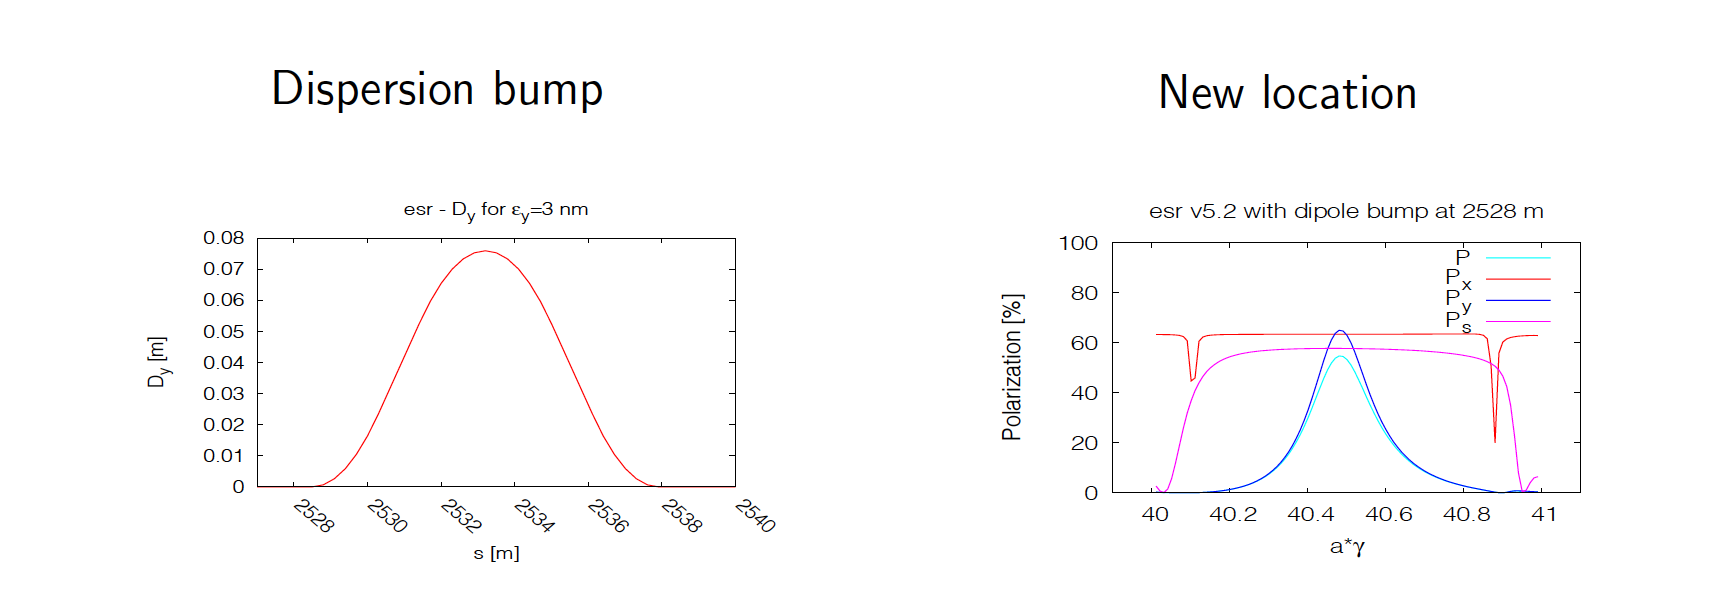 Dispersion bump
esr - Dy for εy=3 nm
0.08
0.07
0.06
0.05
0.04
0.03
0.02
0.01
0
Dy [m]
2528 2530 2532 2534 2536 2538 2540
s [m]
New location
esr v5.2 with dipole bump at 2528 m
100
80
60
40
20
0
Polarization [%]
P
Px
Py
Ps
40 40.2 40.4 40.6 40.8 41
a*γ